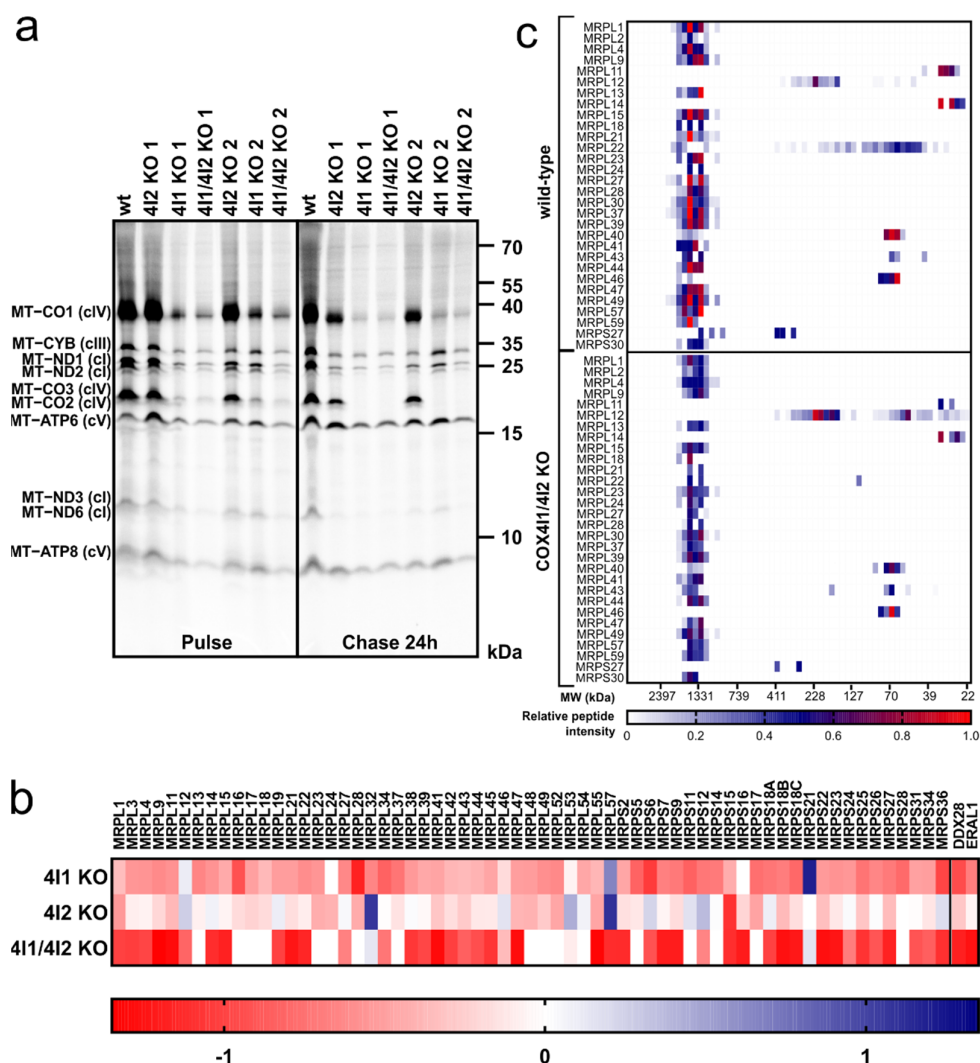 a
wt
4I2 KO 1
4I1 KO 1
4I1/4I2 KO 1
4I2 KO 2
4I1 KO 2
4I1/4I2 KO 2
wt
4I2 KO 1
4I1 KO 1
4I1/4I2 KO 1
4I2 KO 2
4I1 KO 2
4I1/4I2 KO 2
MT−CO1 (cIV)
MT−CYB (cIII)
MT−ND1 (cI)
MT−ND2 (cI)
MT−CO3 (cIV)
MT−CO2 (cIV)
MT−ATP6 (cV)
MT−ND3 (cI)
MT−ND6 (cI)
MT−ATP8 (cV)
70
55
40
35
25
15
10
kDa
Pulse
Chase 24h
c
wild-type
MRPL1
MRPL2
MRPL4
MRPL9
MRPL11
MRPL12
MRPL13
MRPL14
MRPL15
MRPL18
MRPL21
MRPL22
MRPL23
MRPL24
MRPL27
MRPL28
MRPL30
MRPL37
MRPL39
MRPL40
MRPL41
MRPL43
MRPL44
MRPL46
MRPL47
MRPL49
MRPL57
MRPL59
MRPS27
MRPS30
COX4I1/4I2 KO
MRPL1
MRPL2
MRPL4
MRPL9
MRPL11
MRPL12
MRPL13
MRPL14
MRPL15
MRPL18
MRPL21
MRPL22
MRPL23
MRPL24
MRPL27
MRPL28
MRPL30
MRPL37
MRPL39
MRPL40
MRPL41
MRPL43
MRPL44
MRPL46
MRPL47
MRPL49
MRPL57
MRPL59
MRPS27
MRPS30
MW (kDa) 2397 1331 739 411 228 127 70 39 22
Relative peptide
intensity
0 0.2 0.4 0.6 0.8 1.0
b
MRPL1
MRPL3
MRPL4
MRPL9
MRPL11
MRPL12
MRPL13
MRPL14
MRPL15
MRPL16
MRPL17
MRPL18
MRPL19
MRPL21
MRPL22
MRPL23
MRPL24
MRPL28
MRPL32
MRPL34
MRPL37
MRPL38
MRPL39
MRPL41
MRPL42
MRPL43
MRPL44
MRPL45
MRPL46
MRPL47
MRPL48
MRPL49
MRPL52
MRPL53
MRPL54
MRPL55
MRPL57
MRPS2
MRPS5
MRPS6
MRPS7
MRPS9
MRPS11
MRPS12
MRPS14
MRPS15
MRPS16
MRPS17
MRPS18A
MRPS18B
MRPS18C
MRPS21
MRPS22
MRPS23
MRPS24
MRPS25
MRPS26
MRPS27
MRPS28
MRPS31
MRPS34
MRPS36
DDX28
ERAL1
4I1 KO
4I2 KO
4I1/4I2 KO
-1 0 1